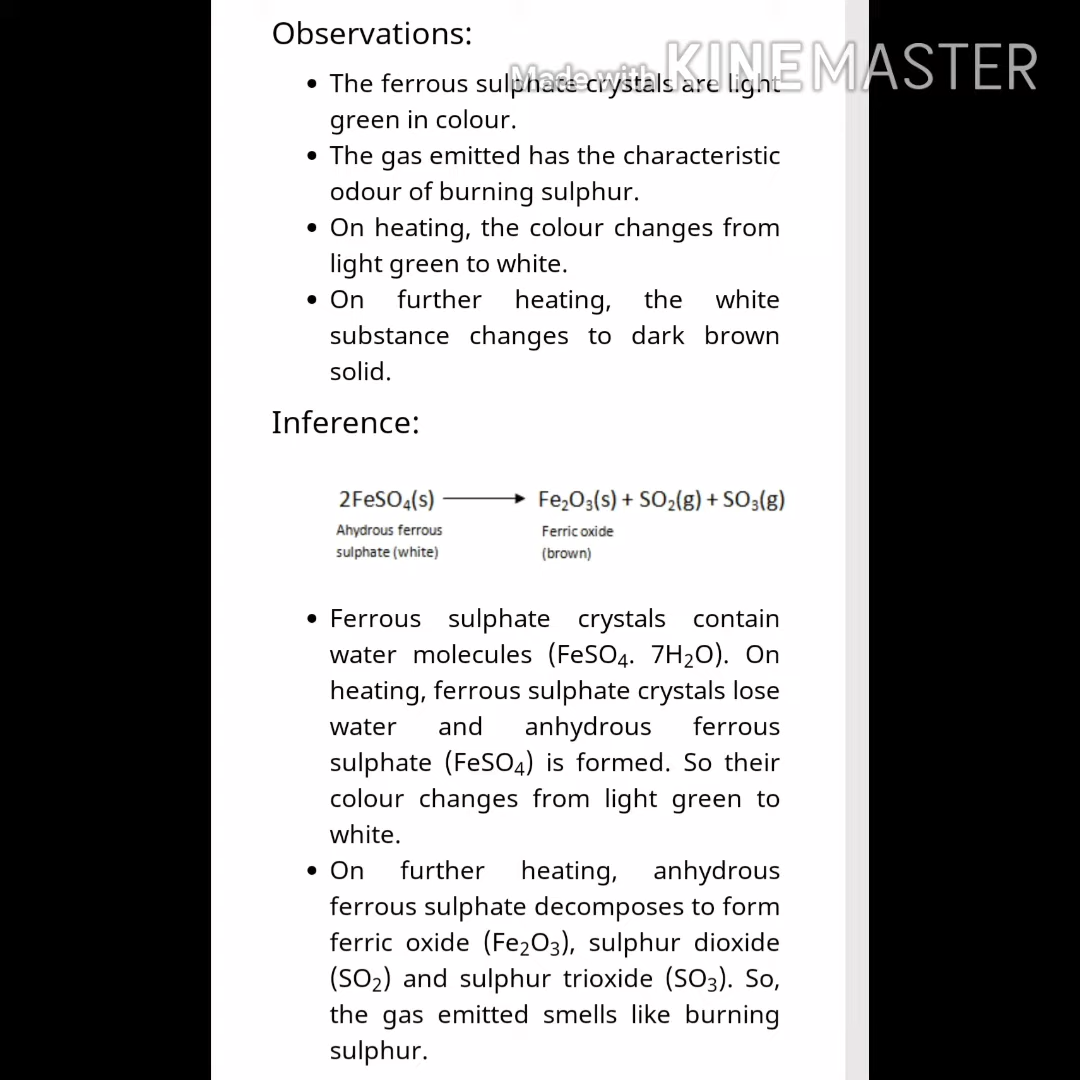 Observations:
Made with KINEMASTER
• The ferrous sulphate crystals are light
green in colour.
• The gas emitted has the characteristic
odour of burning sulphur.
• On heating, the colour changes from
light green to white.
• On further heating, the white
substance changes to dark brown
solid.
Inference:
2FeSO₄(s) ⟶ Fe₂O₃(s) + SO₂(g) + SO₃(g)
Ahydrous ferrous Ferric oxide
sulphate (white) (brown)
• Ferrous sulphate crystals contain
water molecules (FeSO₄. 7H₂O). On
heating, ferrous sulphate crystals lose
water and anhydrous ferrous
sulphate (FeSO₄) is formed. So their
colour changes from light green to
white.
• On further heating, anhydrous
ferrous sulphate decomposes to form
ferric oxide (Fe₂O₃), sulphur dioxide
(SO₂) and sulphur trioxide (SO₃). So,
the gas emitted smells like burning
sulphur.